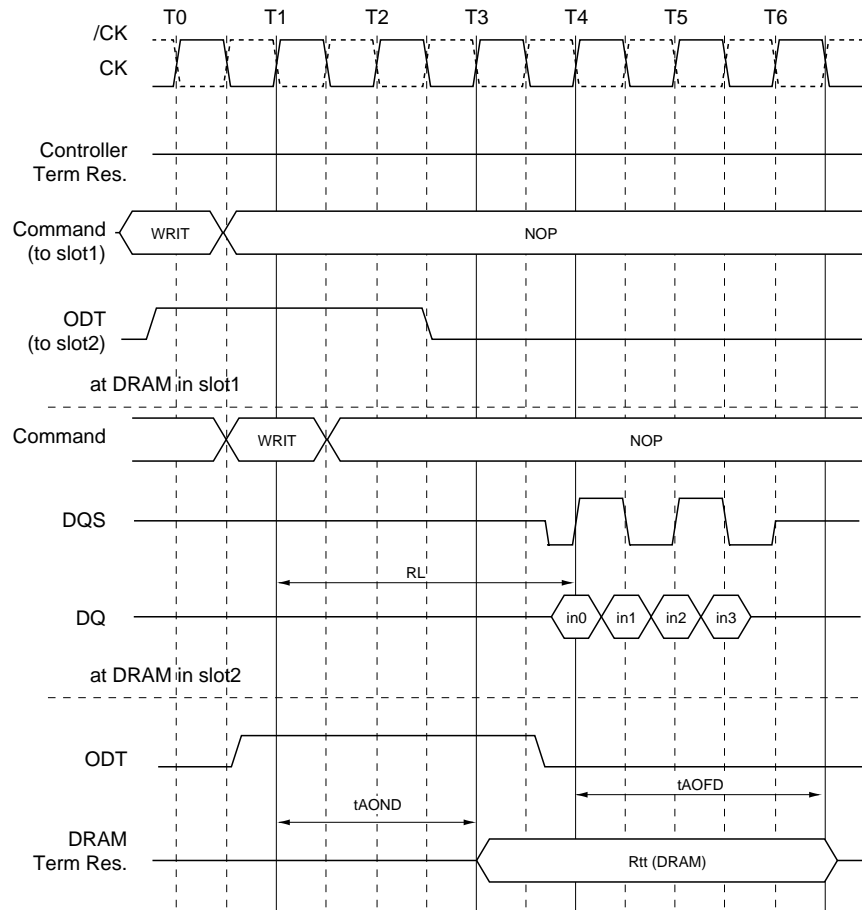 T0 T1 T2 T3 T4 T5 T6
/CK
CK
Controller
Term Res.
Command
(to slot1)
WRIT
NOP
ODT
(to slot2)
at DRAM in slot1
Command
WRIT
NOP
DQS
RL
DQ
in0 in1 in2 in3
at DRAM in slot2
ODT
tAOND
tAOFD
DRAM
Term Res.
Rtt (DRAM)